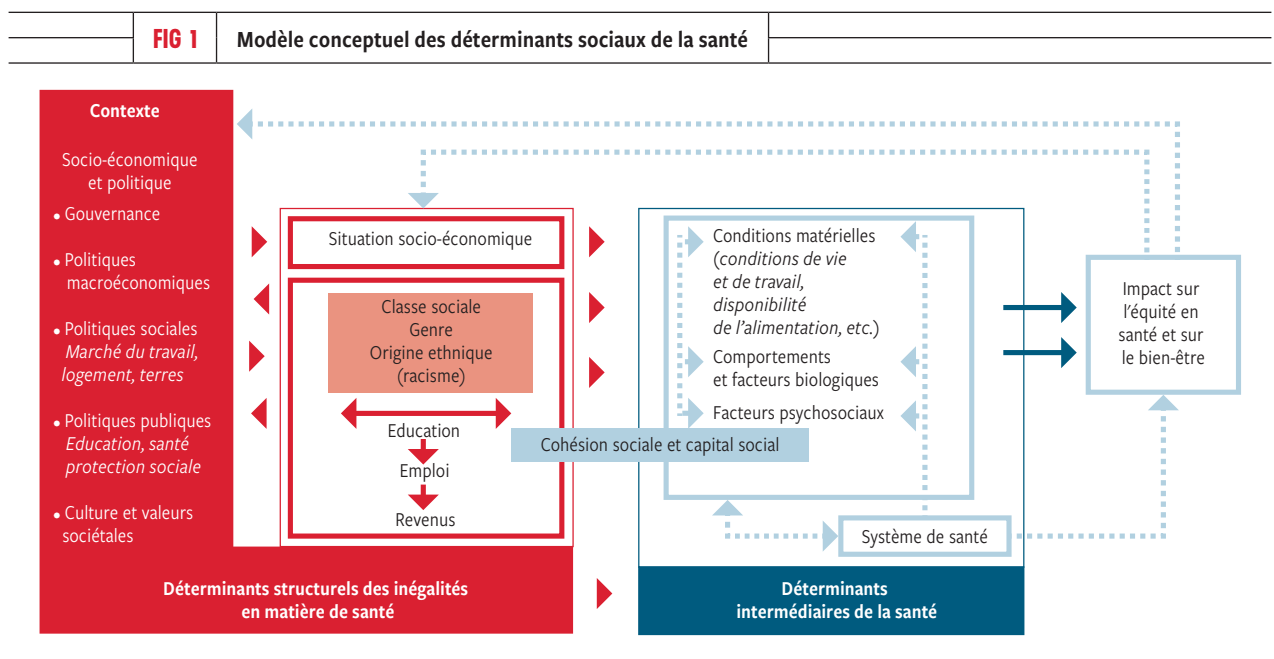 FIG 1
Modèle conceptuel des déterminants sociaux de la santé
Contexte
Socio-économique
et politique
• Gouvernance
• Politiques
macroéconomiques
• Politiques sociales
Marché du travail,
logement, terres
• Politiques publiques
Education, santé
protection sociale
• Culture et valeurs
sociétales
Situation socio-économique
Classe sociale
Genre
Origine ethnique
(racisme)
Education
Emploi
Revenus
Cohésion sociale et capital social
Conditions matérielles
(conditions de vie
et de travail,
disponibilité
de l'alimentation, etc.)
Comportements
et facteurs biologiques
Facteurs psychosociaux
Système de santé
Impact sur
l'équité en
santé et sur
le bien-être
Déterminants structurels des inégalités
en matière de santé
Déterminants
intermédiaires de la santé